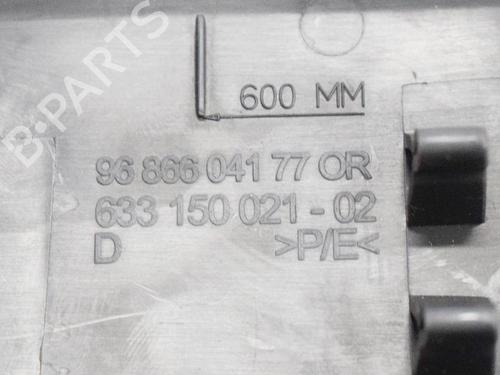 B-PARTS
600 MM
96 866 041 77 OR
633 150 021 - 02
D >P/E<